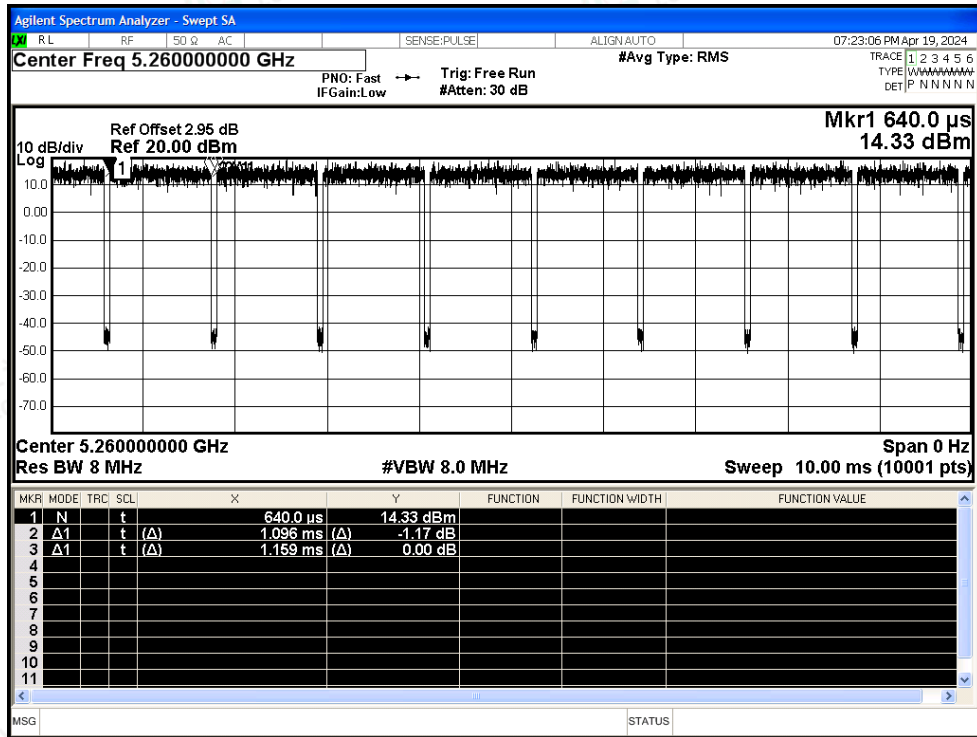 Agilent Spectrum Analyzer - Swept SA
LXI RL RF 50 Ω AC SENSE:PULSE ALIGN AUTO 07:23:06 PM Apr 19, 2024
Center Freq 5.260000000 GHz #Avg Type: RMS TRACE 1 2 3 4 5 6
PNO: Fast Trig: Free Run TYPE WWWWWW
IFGain:Low #Atten: 30 dB DET P N N N N N
Mkr1 640.0 µs
Ref Offset 2.95 dB
10 dB/div Ref 20.00 dBm 14.33 dBm
Log
1
10.0
0.00
-10.0
-20.0
-30.0
-40.0
-50.0
-60.0
-70.0
Center 5.260000000 GHz Span 0 Hz
Res BW 8 MHz #VBW 8.0 MHz Sweep 10.00 ms (10001 pts)
MKR MODE TRC SCL X Y FUNCTION FUNCTION WIDTH FUNCTION VALUE
1 N t 640.0 µs 14.33 dBm
2 Δ1 t (Δ) 1.096 ms (Δ) -1.17 dB
3 Δ1 t (Δ) 1.159 ms (Δ) 0.00 dB
4
5
6
7
8
9
10
11
MSG STATUS